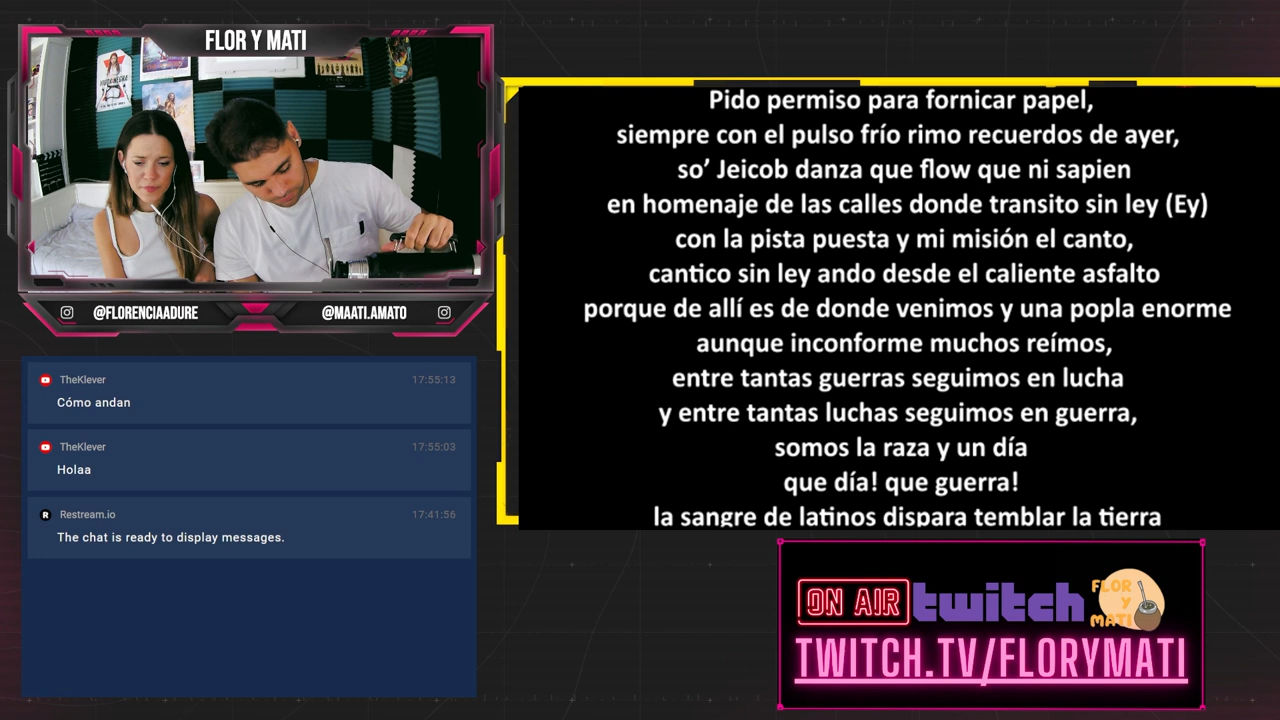 FLOR Y MATI
@FLORENCIAADURE
@MAATI.AMATO
TheKlever
17:55:13
Cómo andan
TheKlever
17:55:03
Holaa
Restream.io
17:41:56
The chat is ready to display messages.
Pido permiso para fornicar papel,
siempre con el pulso frío rimo recuerdos de ayer,
so’ Jeicob danza que flow que ni sapien
en homenaje de las calles donde transito sin ley (Ey)
con la pista puesta y mi misión el canto,
cantico sin ley ando desde el caliente asfalto
porque de allí es de donde venimos y una popla enorme
aunque inconforme muchos reímos,
entre tantas guerras seguimos en lucha
y entre tantas luchas seguimos en guerra,
somos la raza y un día
que día! que guerra!
la sangre de latinos dispara temblar la tierra
ON AIR
twitch
FLOR
Y
MATI
TWITCH.TV/FLORYMATI